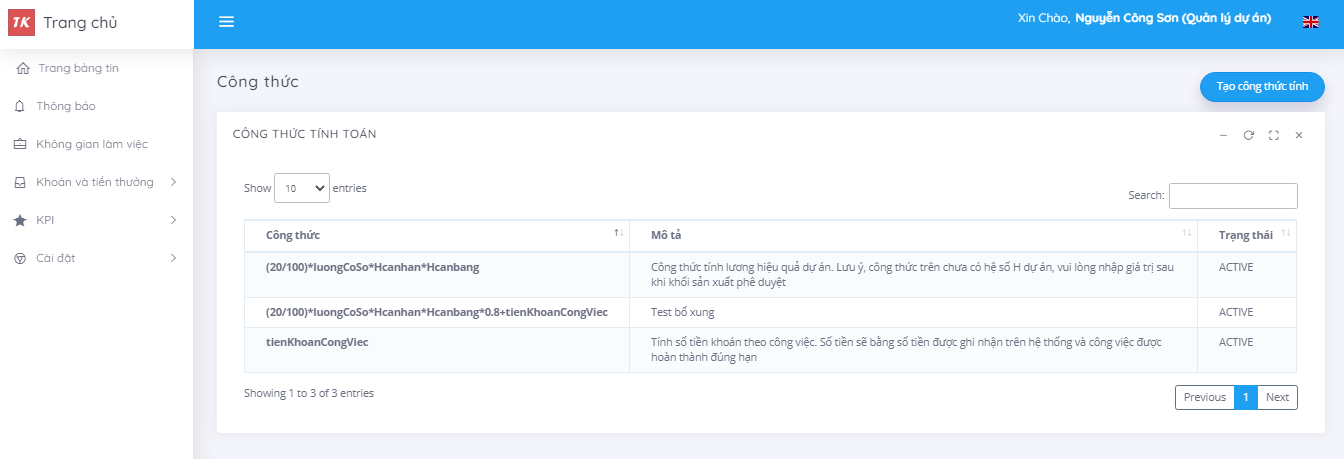 TK Trang chủ
Xin Chào, Nguyễn Công Sơn (Quản lý dự án)
Trang bảng tin
Thông báo
Không gian làm việc
Khoán và tiền thưởng
KPI
Cài đặt
Công thức
Tạo công thức tính
CÔNG THỨC TÍNH TOÁN
Show 10 entries
Search:
Công thức Mô tả Trạng thái
(20/100)*luongCoSo*Hcanhan*Hcanbang Công thức tính lương hiệu quả dự án. Lưu ý, công thức trên chưa có hệ số H dự án, vui lòng nhập giá trị sau ACTIVE
khi khối sản xuất phê duyệt
(20/100)*luongCoSo*Hcanhan*Hcanbang*0.8+tienKhoanCongViec Test bổ xung ACTIVE
tienKhoanCongViec Tính số tiền khoán theo công việc. Số tiền sẽ bằng số tiền được ghi nhận trên hệ thống và công việc được ACTIVE
hoàn thành đúng hạn
Showing 1 to 3 of 3 entries
Previous 1 Next